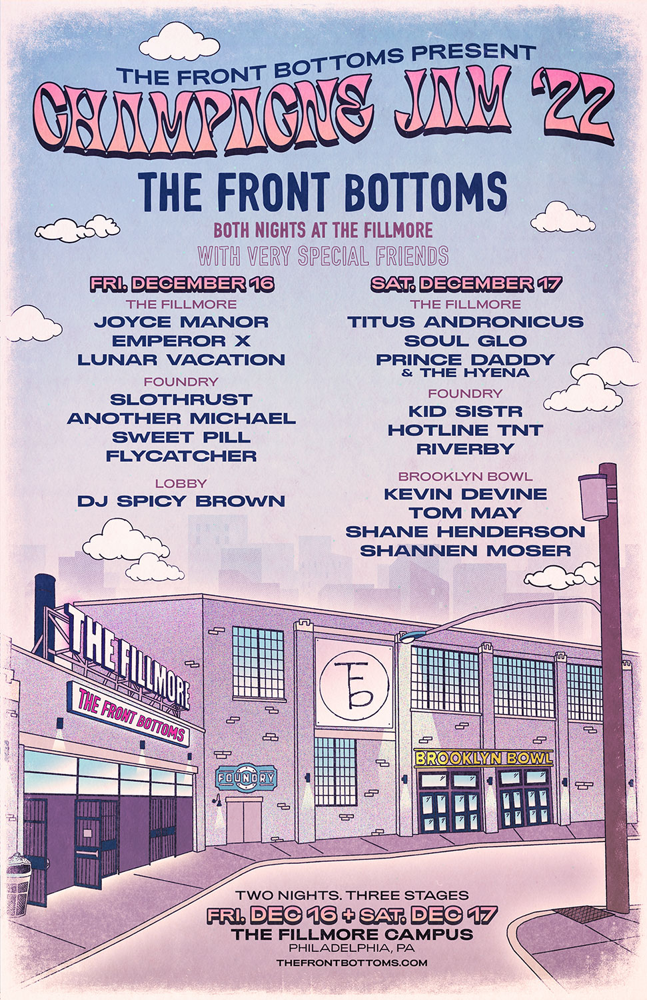 THE FRONT BOTTOMS PRESENT
CHAMPAGNE JAM '22
THE FRONT BOTTOMS
BOTH NIGHTS AT THE FILLMORE
WITH VERY SPECIAL FRIENDS
FRI. DECEMBER 16
THE FILLMORE
JOYCE MANOR
EMPEROR X
LUNAR VACATION
FOUNDRY
SLOTHRUST
ANOTHER MICHAEL
SWEET PILL
FLYCATCHER
LOBBY
DJ SPICY BROWN
SAT. DECEMBER 17
THE FILLMORE
TITUS ANDRONICUS
SOUL GLO
PRINCE DADDY
& THE HYENA
FOUNDRY
KID SISTR
HOTLINE TNT
RIVERBY
BROOKLYN BOWL
KEVIN DEVINE
TOM MAY
SHANE HENDERSON
SHANNEN MOSER
THE FILLMORE
THE FRONT BOTTOMS
TFb
FOUNDRY
BROOKLYN BOWL
TWO NIGHTS. THREE STAGES
FRI. DEC 16 + SAT. DEC 17
THE FILLMORE CAMPUS
PHILADELPHIA, PA
THEFRONTBOTTOMS.COM